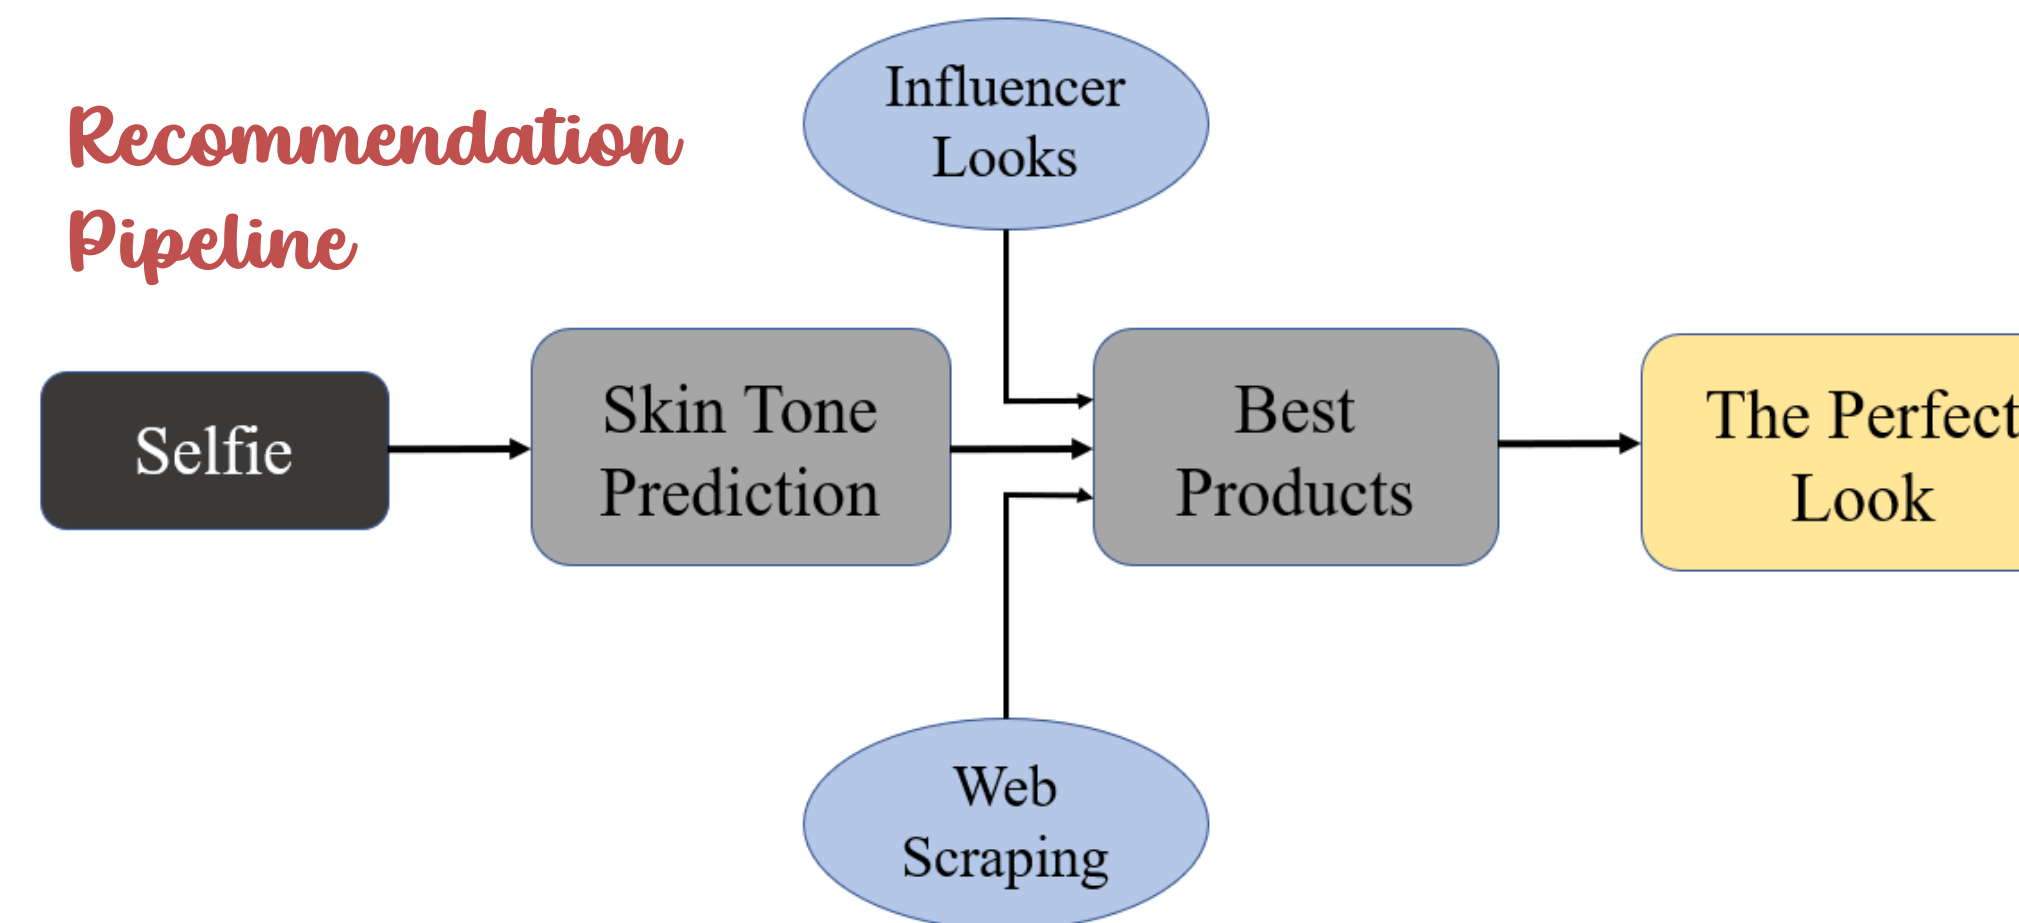 Recommendation
Pipeline
Influencer
Looks
Selfie
Skin Tone
Prediction
Best
Products
The Perfect
Look
Web
Scraping